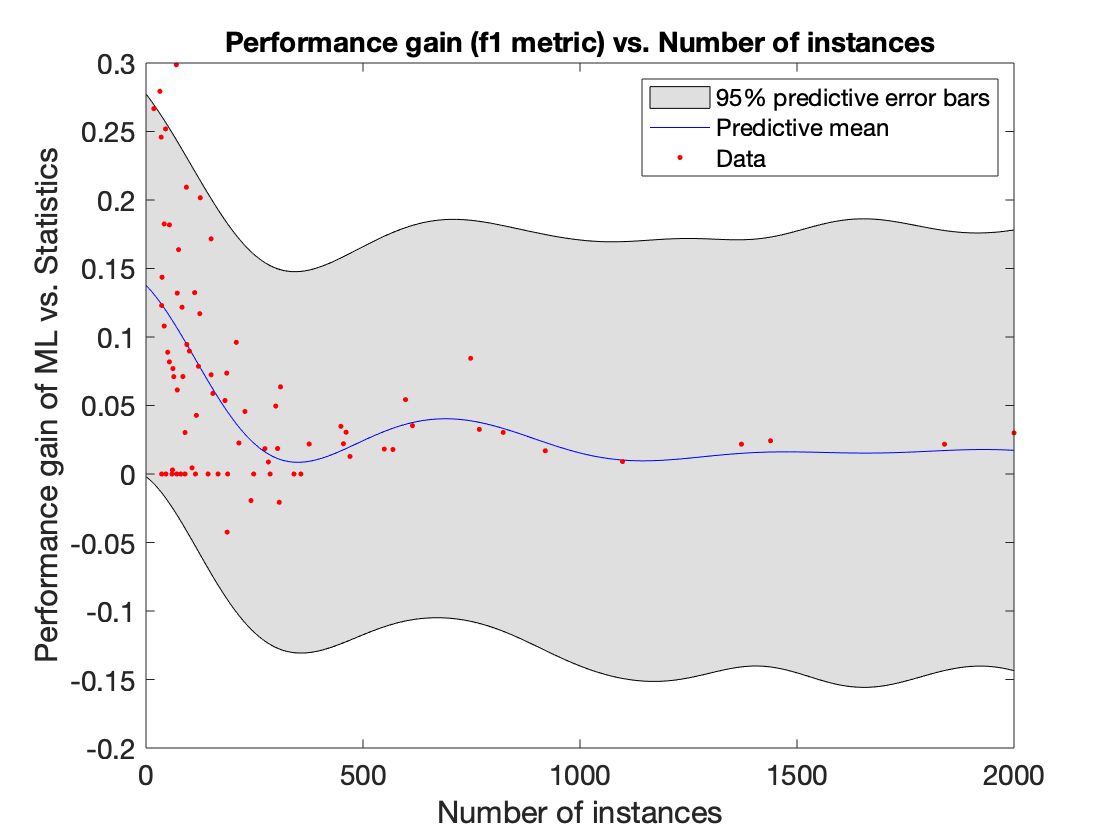 Performance gain (f1 metric) vs. Number of instances
95% predictive error bars
Predictive mean
Data
Performance gain of ML vs. Statistics
0.3
0.25
0.2
0.15
0.1
0.05
0
-0.05
-0.1
-0.15
-0.2
0 500 1000 1500 2000
Number of instances